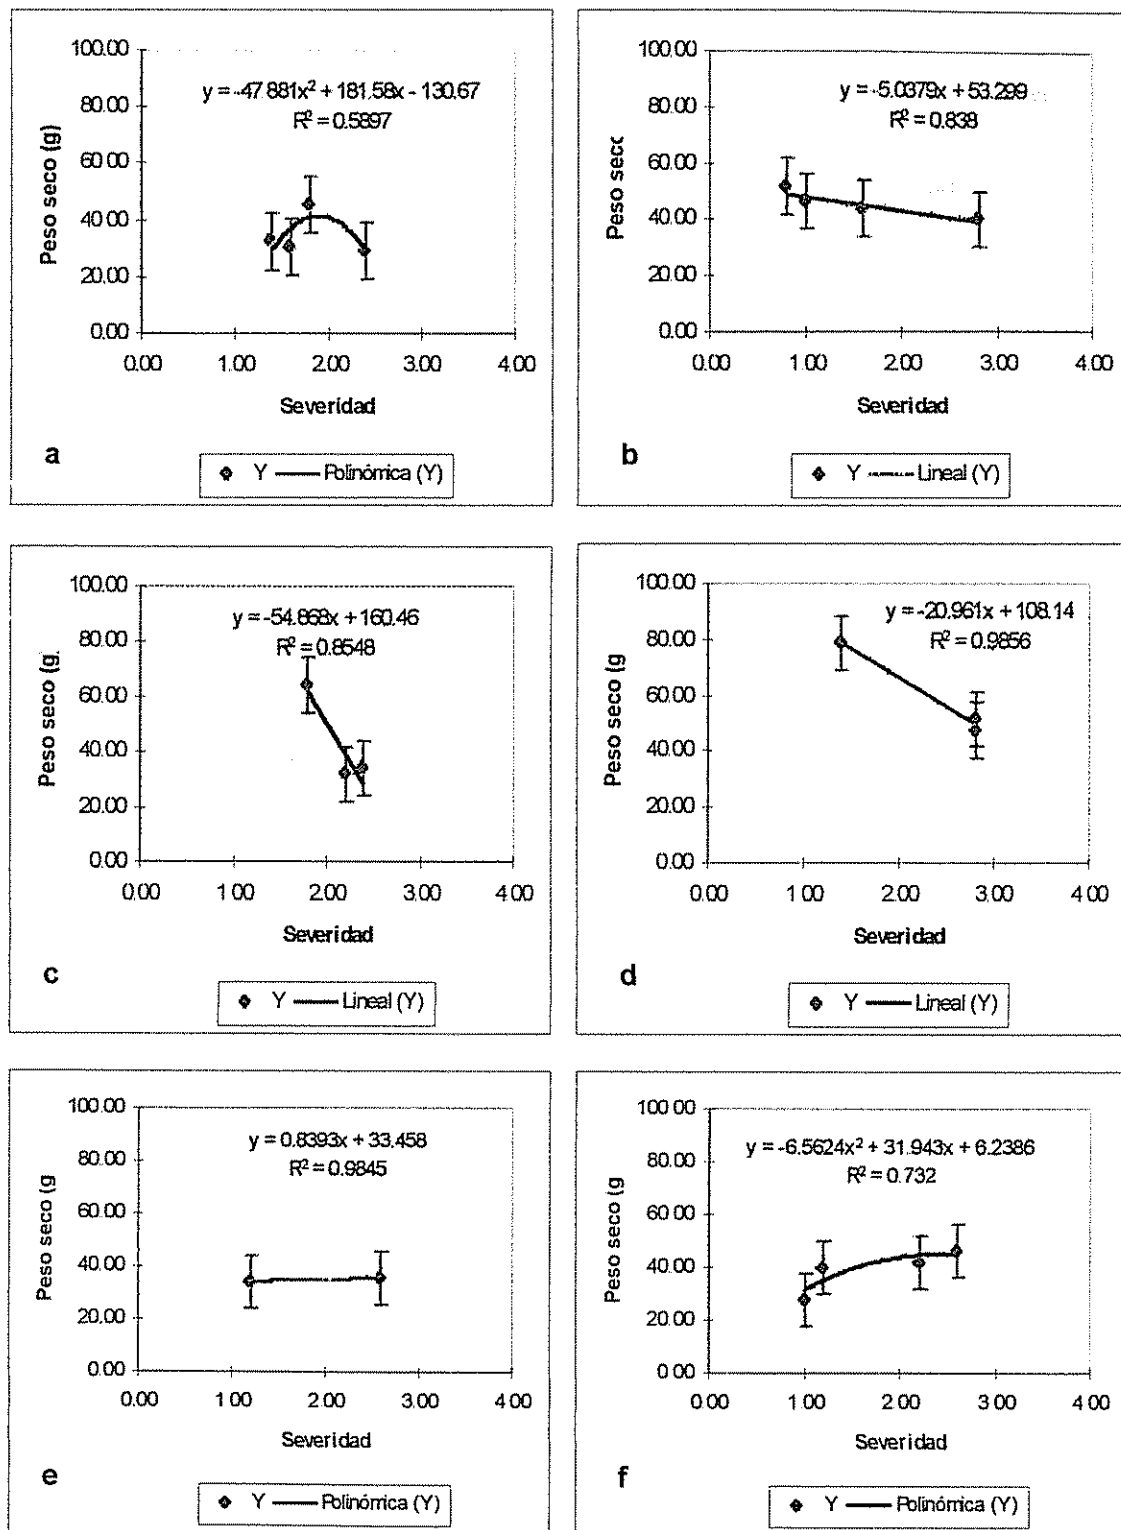 100.00
80.00
60.00
40.00
20.00
0.00
Peso seco (g)
y = -47.881x² + 181.58x - 130.67
R² = 0.5897
0.00 1.00 2.00 3.00 4.00
Severidad
a
Y Polinómica (Y)
100.00
80.00
60.00
40.00
20.00
0.00
Peso secc
y = -5.0379x + 53.299
R² = 0.838
0.00 1.00 2.00 3.00 4.00
Severidad
b
Y Lineal (Y)
100.00
80.00
60.00
40.00
20.00
0.00
Peso seco (g.
y = -54.868x + 160.46
R² = 0.8548
0.00 1.00 2.00 3.00 4.00
Severidad
c
Y Lineal (Y)
100.00
80.00
60.00
40.00
20.00
0.00
Peso seco (g
y = -20.961x + 108.14
R² = 0.9856
0.00 1.00 2.00 3.00 4.00
Severidad
d
Y Lineal (Y)
100.00
80.00
60.00
40.00
20.00
0.00
Peso seco (g
y = 0.8393x + 33.458
R² = 0.9845
0.00 1.00 2.00 3.00 4.00
Severidad
e
Y Polinómica (Y)
100.00
80.00
60.00
40.00
20.00
0.00
Peso seco (g
y = -6.5624x² + 31.943x + 6.2386
R² = 0.732
0.00 1.00 2.00 3.00 4.00
Severidad
f
Y Polinómica (Y)